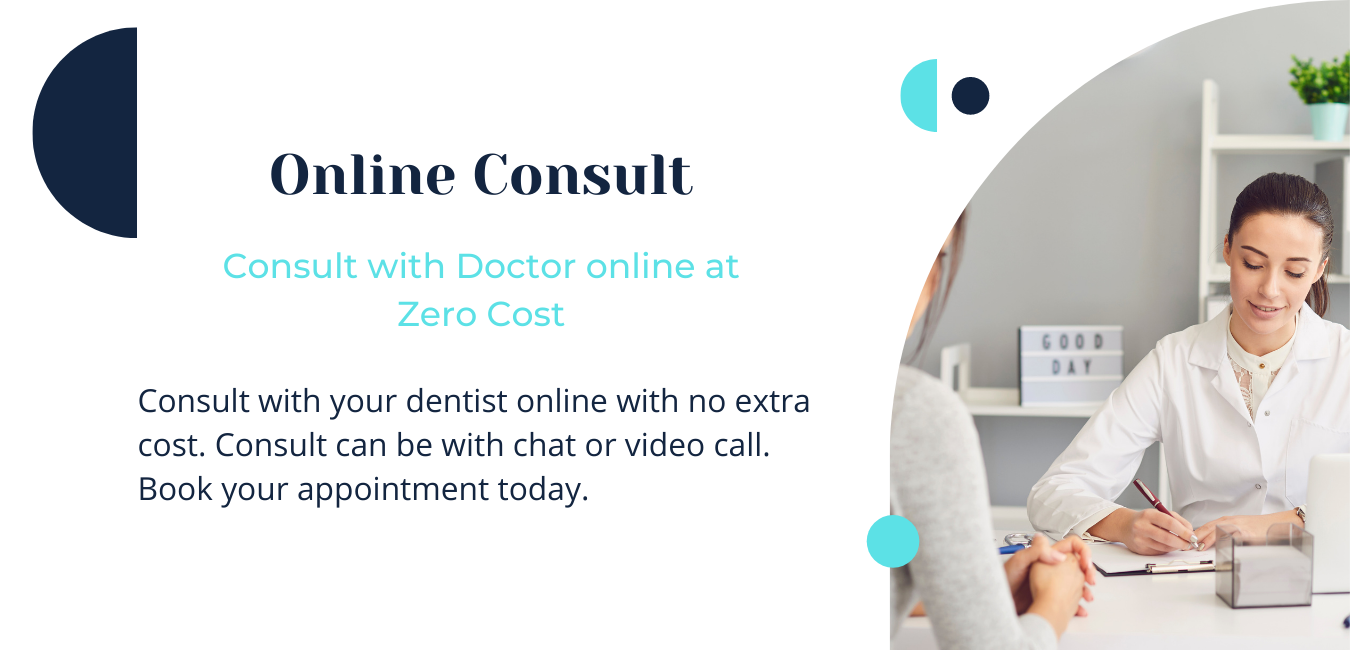 Online Consult
Consult with Doctor online at
Zero Cost
Consult with your dentist online with no extra
cost. Consult can be with chat or video call.
Book your appointment today.
GOOD
DAY